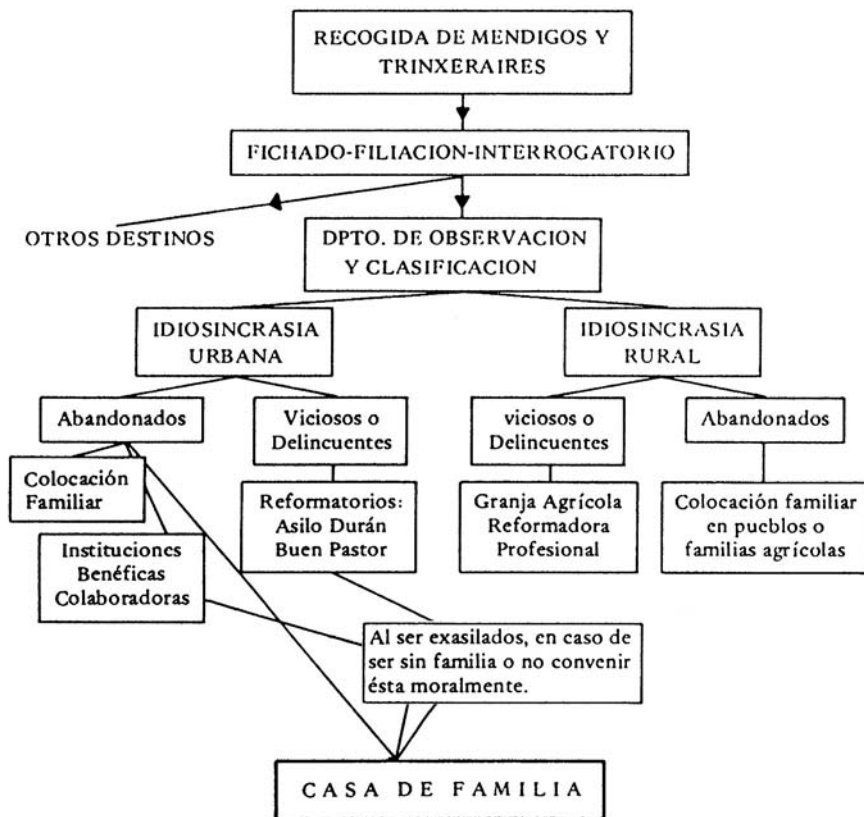 RECOGIDA DE MENDIGOS Y
TRINXERAIRES
FICHADO-FILIACION-INTERROGATORIO
OTROS DESTINOS
DPTO. DE OBSERVACION
Y CLASIFICACION
IDIOSINCRASIA
URBANA
IDIOSINCRASIA
RURAL
Abandonados
Viciosos o
Delincuentes
viciosos o
Delincuentes
Abandonados
Colocación
Familiar
Reformatorios:
Asilo Durán
Buen Pastor
Granja Agrícola
Reformadora
Profesional
Colocación familiar
en pueblos o
familias agrícolas
Instituciones
Benéficas
Colaboradoras
Al ser exasilados, en caso de
ser sin familia o no convenir
ésta moralmente.
CASA DE FAMILIA